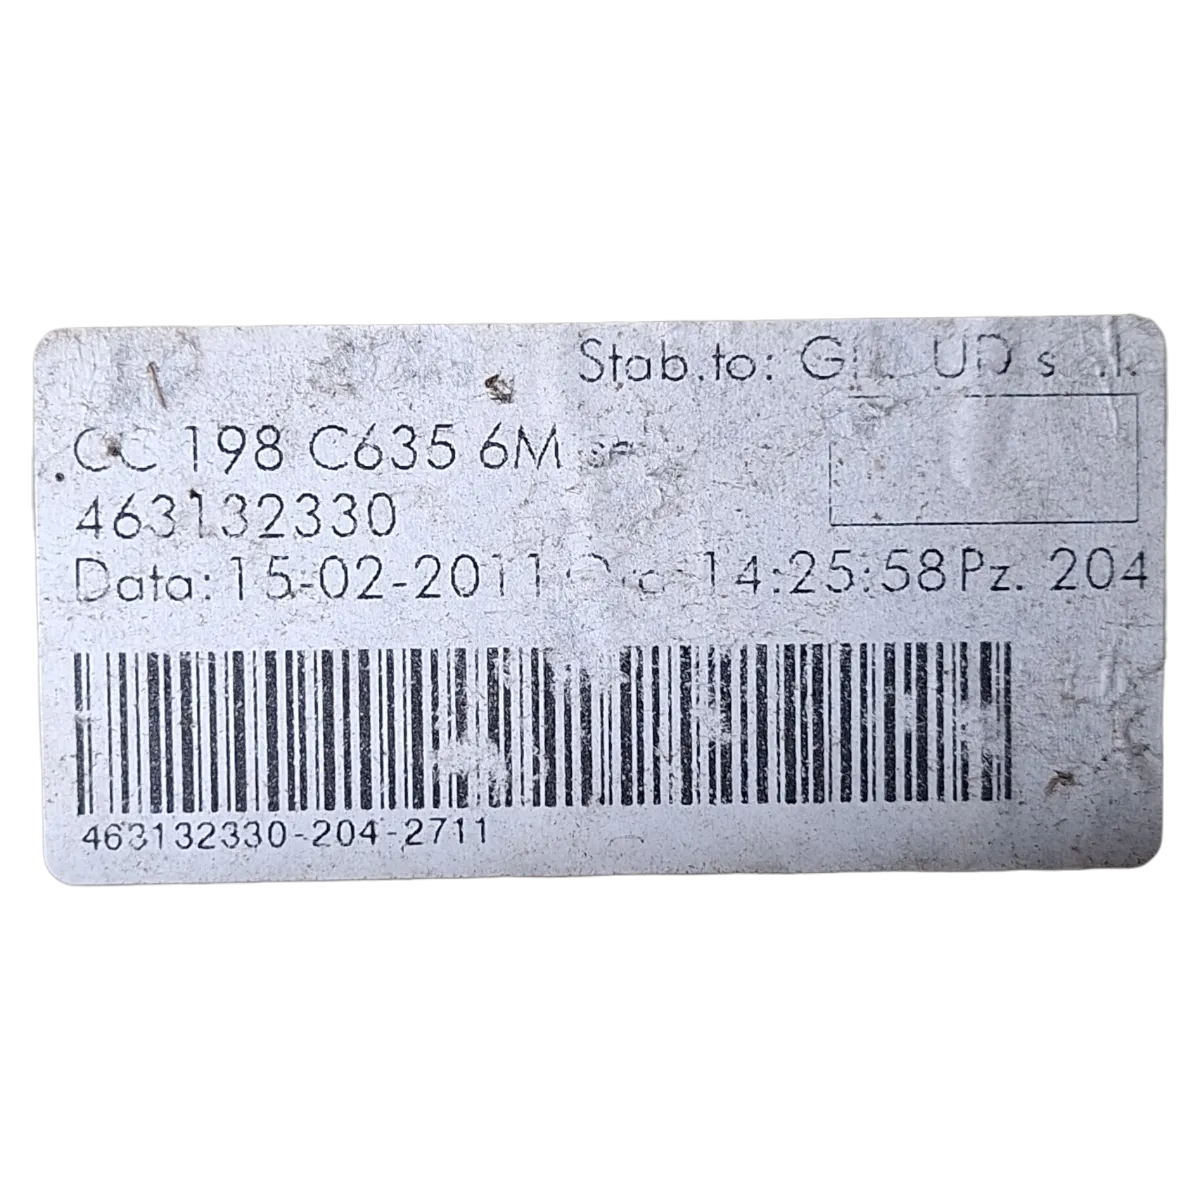 Stab.to:
CC 198 C635 6M
463132330
Data: 15-02-2011 14:25:58 Pz. 204
463132330-204-2711